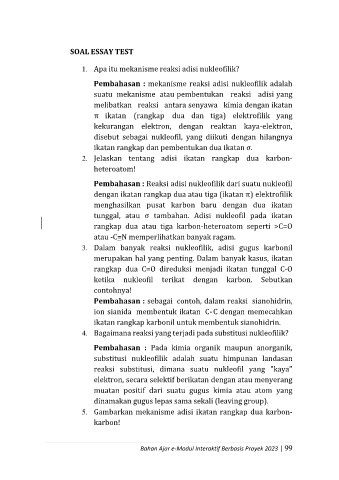 SOAL ESSAY TEST
1. Apa itu mekanisme reaksi adisi nukleofilik?
Pembahasan : mekanisme reaksi adisi nukleofilik adalah
suatu mekanisme atau pembentukan reaksi adisi yang
melibatkan reaksi antara senyawa kimia dengan ikatan
π ikatan (rangkap dua dan tiga) elektrofilik yang
kekurangan elektron, dengan reaktan kaya-elektron,
disebut sebagai nukleofil, yang diikuti dengan hilangnya
ikatan rangkap dan pembentukan dua ikatan σ.
2. Jelaskan tentang adisi ikatan rangkap dua karbon-
heteroatom!
Pembahasan : Reaksi adisi nukleofilik dari suatu nukleofil
dengan ikatan rangkap dua atau tiga (ikatan π) elektrofilik
menghasilkan pusat karbon baru dengan dua ikatan
tunggal, atau σ tambahan. Adisi nukleofil pada ikatan
rangkap dua atau tiga karbon-heteroatom seperti >C=O
atau -C≡N memperlihatkan banyak ragam.
3. Dalam banyak reaksi nukleofilik, adisi gugus karbonil
merupakan hal yang penting. Dalam banyak kasus, ikatan
rangkap dua C=O direduksi menjadi ikatan tunggal C-O
ketika nukleofil terikat dengan karbon. Sebutkan
contohnya!
Pembahasan : sebagai contoh, dalam reaksi sianohidrin,
ion sianida membentuk ikatan C-C dengan memecahkan
ikatan rangkap karbonil untuk membentuk sianohidrin.
4. Bagaimana reaksi yang terjadi pada substitusi nukleofilik?
Pembahasan : Pada kimia organik maupun anorganik,
substitusi nukleofilik adalah suatu himpunan landasan
reaksi substitusi, dimana suatu nukleofil yang "kaya"
elektron, secara selektif berikatan dengan atau menyerang
muatan positif dari suatu gugus kimia atau atom yang
dinamakan gugus lepas sama sekali (leaving group).
5. Gambarkan mekanisme adisi ikatan rangkap dua karbon-
karbon!
Bahan Ajar e-Modul Interaktif Berbasis Proyek 2023 | 99